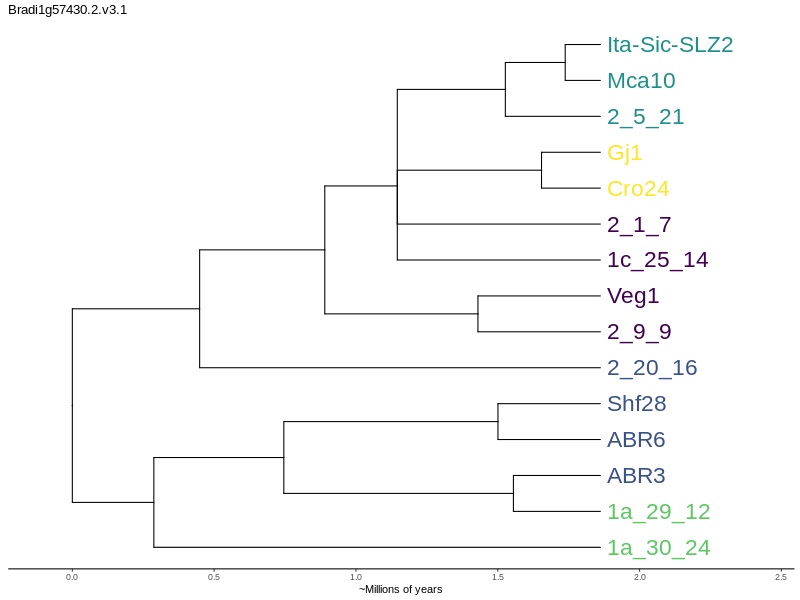 Bradi1g57430.2.v3.1
Ita-Sic-SLZ2
Mca10
2_5_21
Gj1
Cro24
2_1_7
1c_25_14
Veg1
2_9_9
2_20_16
Shf28
ABR6
ABR3
1a_29_12
1a_30_24
0.0 0.5 1.0 1.5 2.0 2.5
~Millions of years